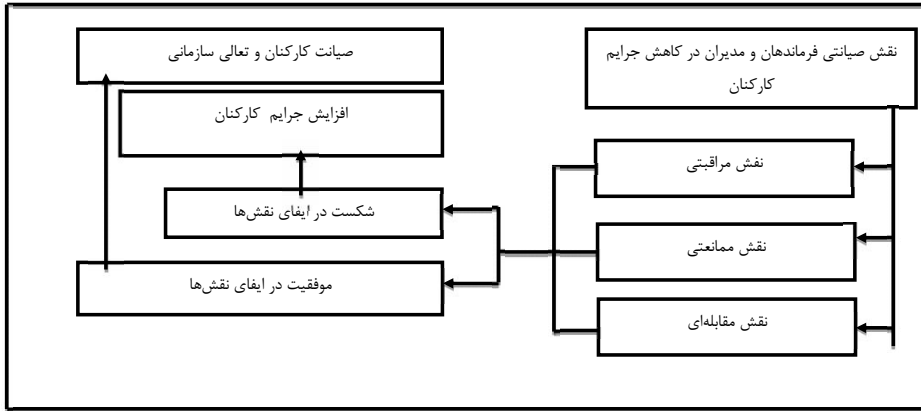 نقش صیانتی فرماندهان و مدیران در کاهش جرایم
کارکنان
نفش مراقبتی
نقش ممانعتی
نقش مقابله‌ای
صیانت کارکنان و تعالی سازمانی
افزایش جرایم کارکنان
شکست در ایفای نقش‌ها
موفقیت در ایفای نقش‌ها